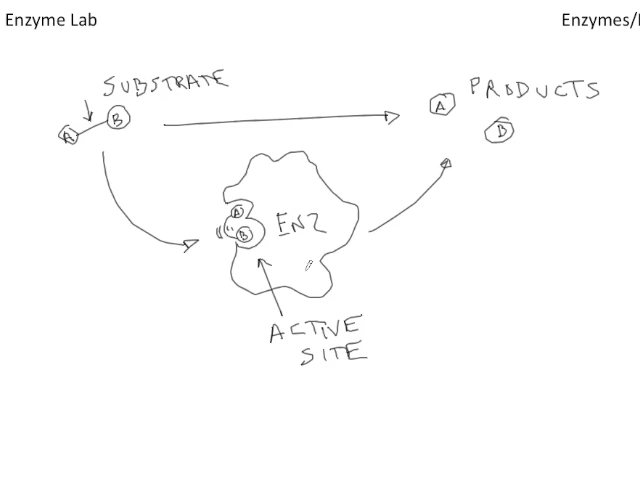 Enzyme Lab
Enzymes/
SUBSTRATE
A
B
A
PRODUCTS
B
A
B
ENZ
ACTIVE
SITE